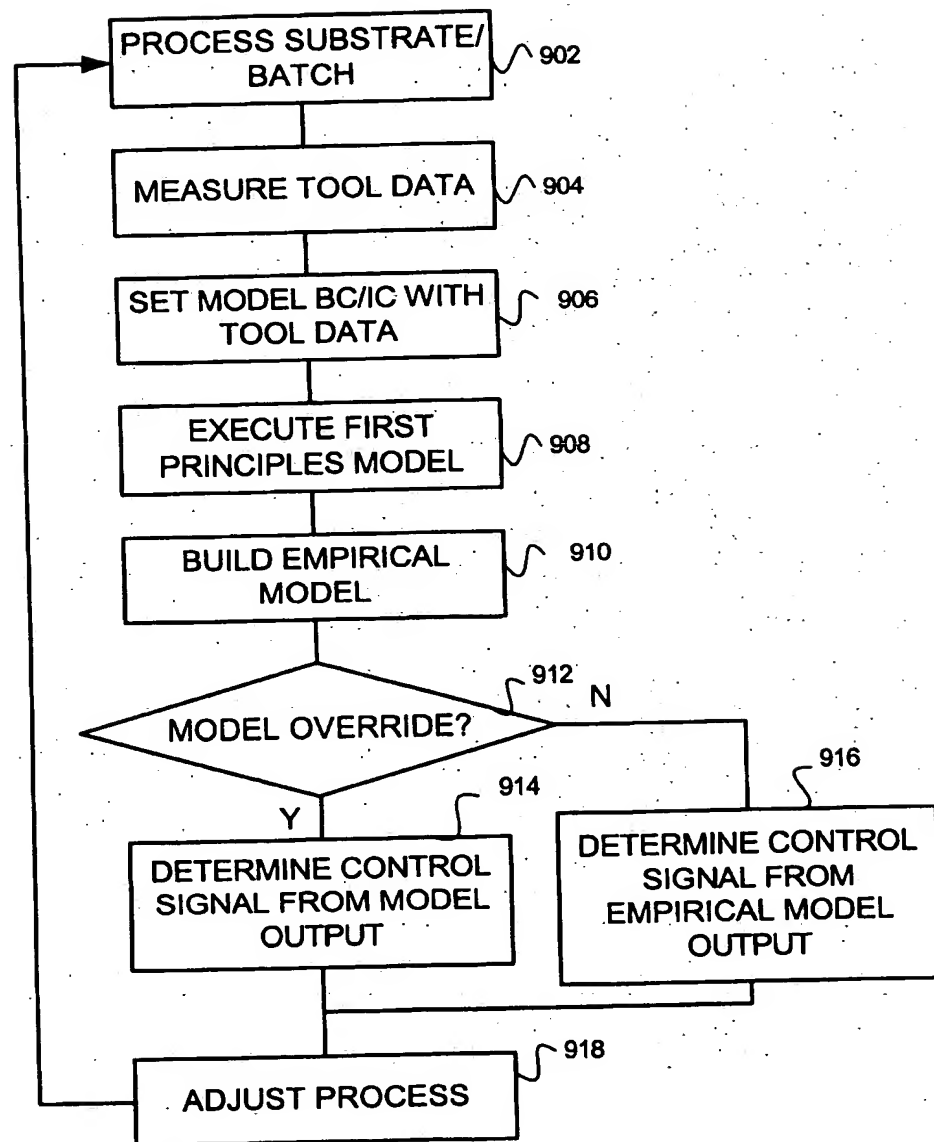 PROCESS SUBSTRATE/
BATCH
902
MEASURE TOOL DATA
904
SET MODEL BC/IC WITH
TOOL DATA
906
EXECUTE FIRST
PRINCIPLES MODEL
908
BUILD EMPIRICAL
MODEL
910
MODEL OVERRIDE?
912
N
Y
914
DETERMINE CONTROL
SIGNAL FROM MODEL
OUTPUT
916
DETERMINE CONTROL
SIGNAL FROM
EMPIRICAL MODEL
OUTPUT
ADJUST PROCESS
918